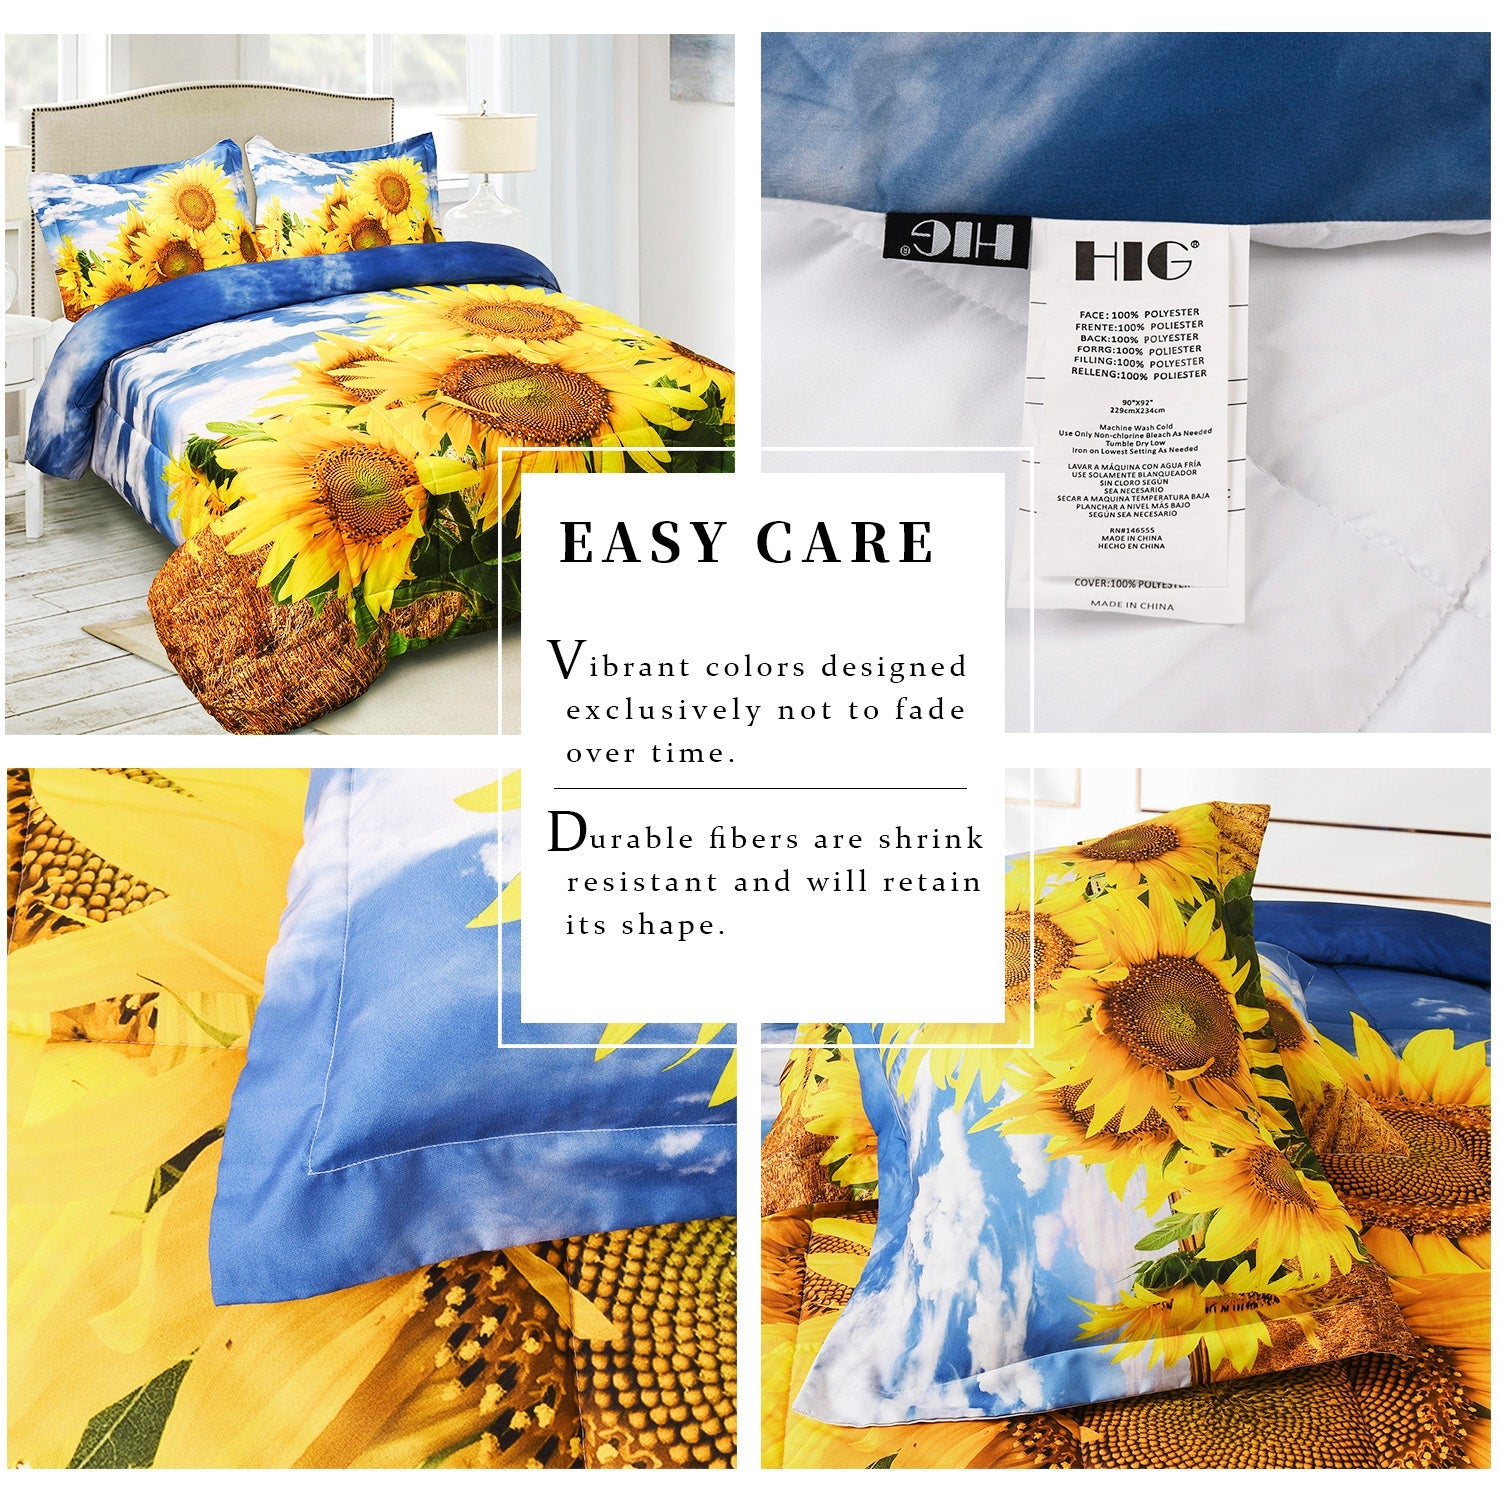 HIG®
HIG®
FACE: 100% POLYESTER
FRENTE:100% POLIESTER
BACK:100% POLYESTER
FORRG:100% POLIESTER
FILLING:100% POLYESTER
RELLENG:100% POLIESTER
90"X92"
229cmX234cm
Machine Wash Cold
Use Only Non-chlorine Bleach As Needed
Tumble Dry Low
Iron on Lowest Setting As Needed
LAVAR A MÁQUINA CON AGUA FRÍA
USE SOLAMENTE BLANQUEADOR
SIN CLORO SEGÚN
SEA NECESARIO
SECAR A MAQUINA TEMPERATURA BAJA
PLANCHAR A NIVEL MÁS BAJO
SEGÚN SEA NECESARIO
RN#146555
MADE IN CHINA
HECHO EN CHINA
COVER:100%
MADE IN CHINA
EASY CARE
Vibrant colors designed
exclusively not to fade
over time.
Durable fibers are shrink
resistant and will retain
its shape.